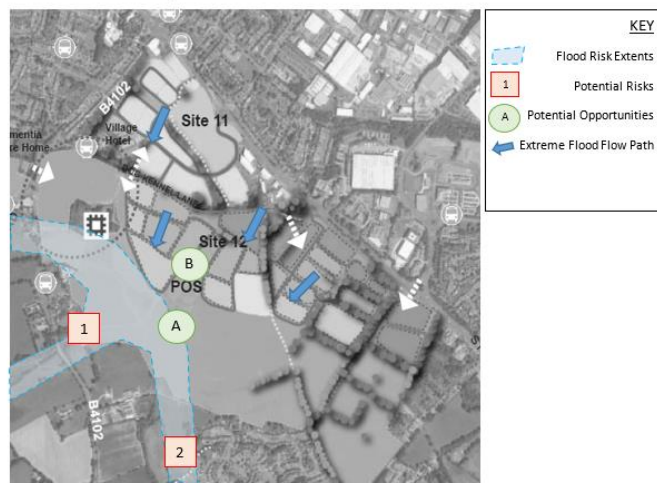 KEY
Flood Risk Extents
1
Potential Risks
A
Potential Opportunities
Extreme Flood Flow Path
B4102
Site 11
Village
Hotel
Site 12
B
POS
A
1
B4102
2